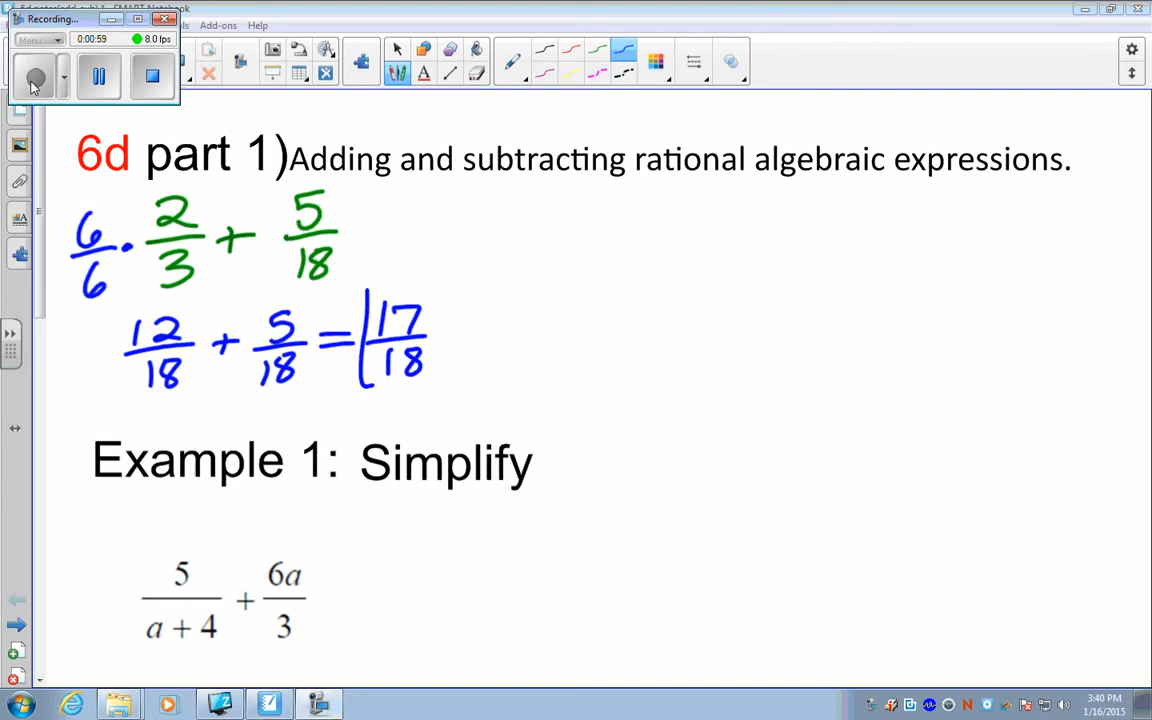 Recording...
Menu
0:00:59
8.0 fps
Add-ons
Help
6d part 1)Adding and subtracting rational algebraic expressions.
6/6 · 2/3 + 5/18
12/18 + 5/18 = 17/18
Example 1: Simplify
5/(a + 4) + 6a/3
3:40 PM
1/16/2015